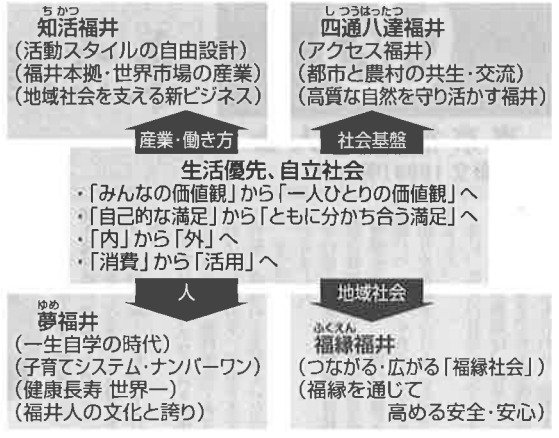 ち かつ
知活福井
(活動スタイルの自由設計)
(福井本拠・世界市場の産業)
(地域社会を支える新ビジネス)
し つうはったつ
四通八達福井
(アクセス福井)
(都市と農村の共生・交流)
(高質な自然を守り活かす福井)
産業・働き方
社会基盤
生活優先、自立社会
・「みんなの価値観」から「一人ひとりの価値観」へ
・「自己的な満足」から「ともに分かち合う満足」へ
・「内」から「外」へ
・「消費」から「活用」へ
人
地域社会
ゆめ
夢福井
(一生自学の時代)
(子育てシステム・ナンバーワン)
(健康長寿 世界一)
(福井人の文化と誇り)
ふくえん
福縁福井
(つながる・広がる「福縁社会」)
(福縁を通じて
高める安全・安心)